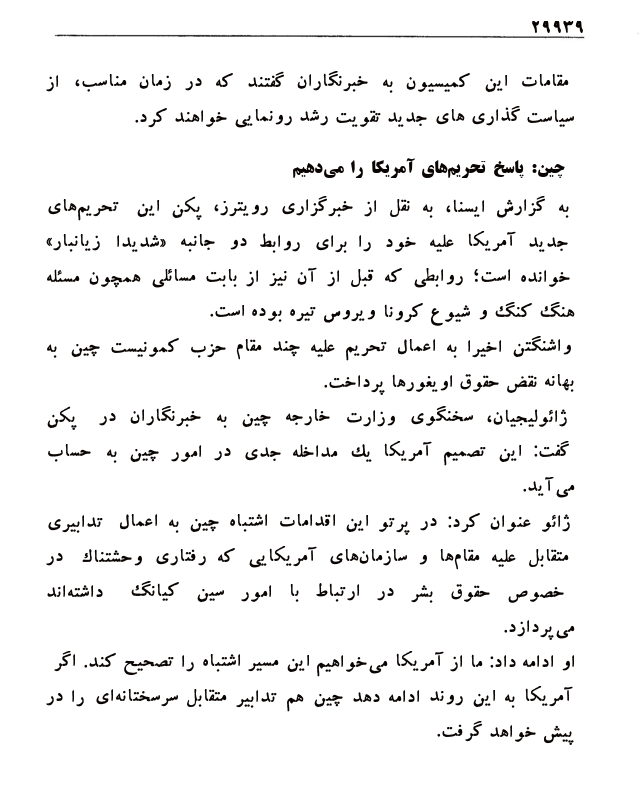 ۲۹۹۳۹
مقامات این کمیسیون به خبرنگاران گفتند که در زمان مناسب، از
سیاست گذاری های جدید تقویت رشد رونمایی خواهند کرد.
چین: پاسخ تحریم‌های آمریکا را می‌دهیم
به گزارش ایسنا، به نقل از خبرگزاری رویترز، پکن این تحریم‌های
جدید آمریکا علیه خود را برای روابط دو جانبه «شدیدا زیانبار»
خوانده است؛ روابطی که قبل از آن نیز از بابت مسائلی همچون مسئله
هنگ کنگ و شیوع کرونا ویروس تیره بوده است.
واشنگتن اخیرا به اعمال تحریم علیه چند مقام حزب کمونیست چین به
بهانه نقض حقوق اویغورها پرداخت.
ژائولیجیان، سخنگوی وزارت خارجه چین به خبرنگاران در پکن
گفت: این تصمیم آمریکا یک مداخله جدی در امور چین به حساب
می‌آید.
ژائو عنوان کرد: در پرتو این اقدامات اشتباه چین به اعمال تدابیری
متقابل علیه مقام‌ها و سازمان‌های آمریکایی که رفتاری وحشتناک در
خصوص حقوق بشر در ارتباط با امور سین کیانگ داشته‌اند
می‌پردازد.
او ادامه داد: ما از آمریکا می‌خواهیم این مسیر اشتباه را تصحیح کند. اگر
آمریکا به این روند ادامه دهد چین هم تدابیر متقابل سرسختانه‌ای را در
پیش خواهد گرفت.